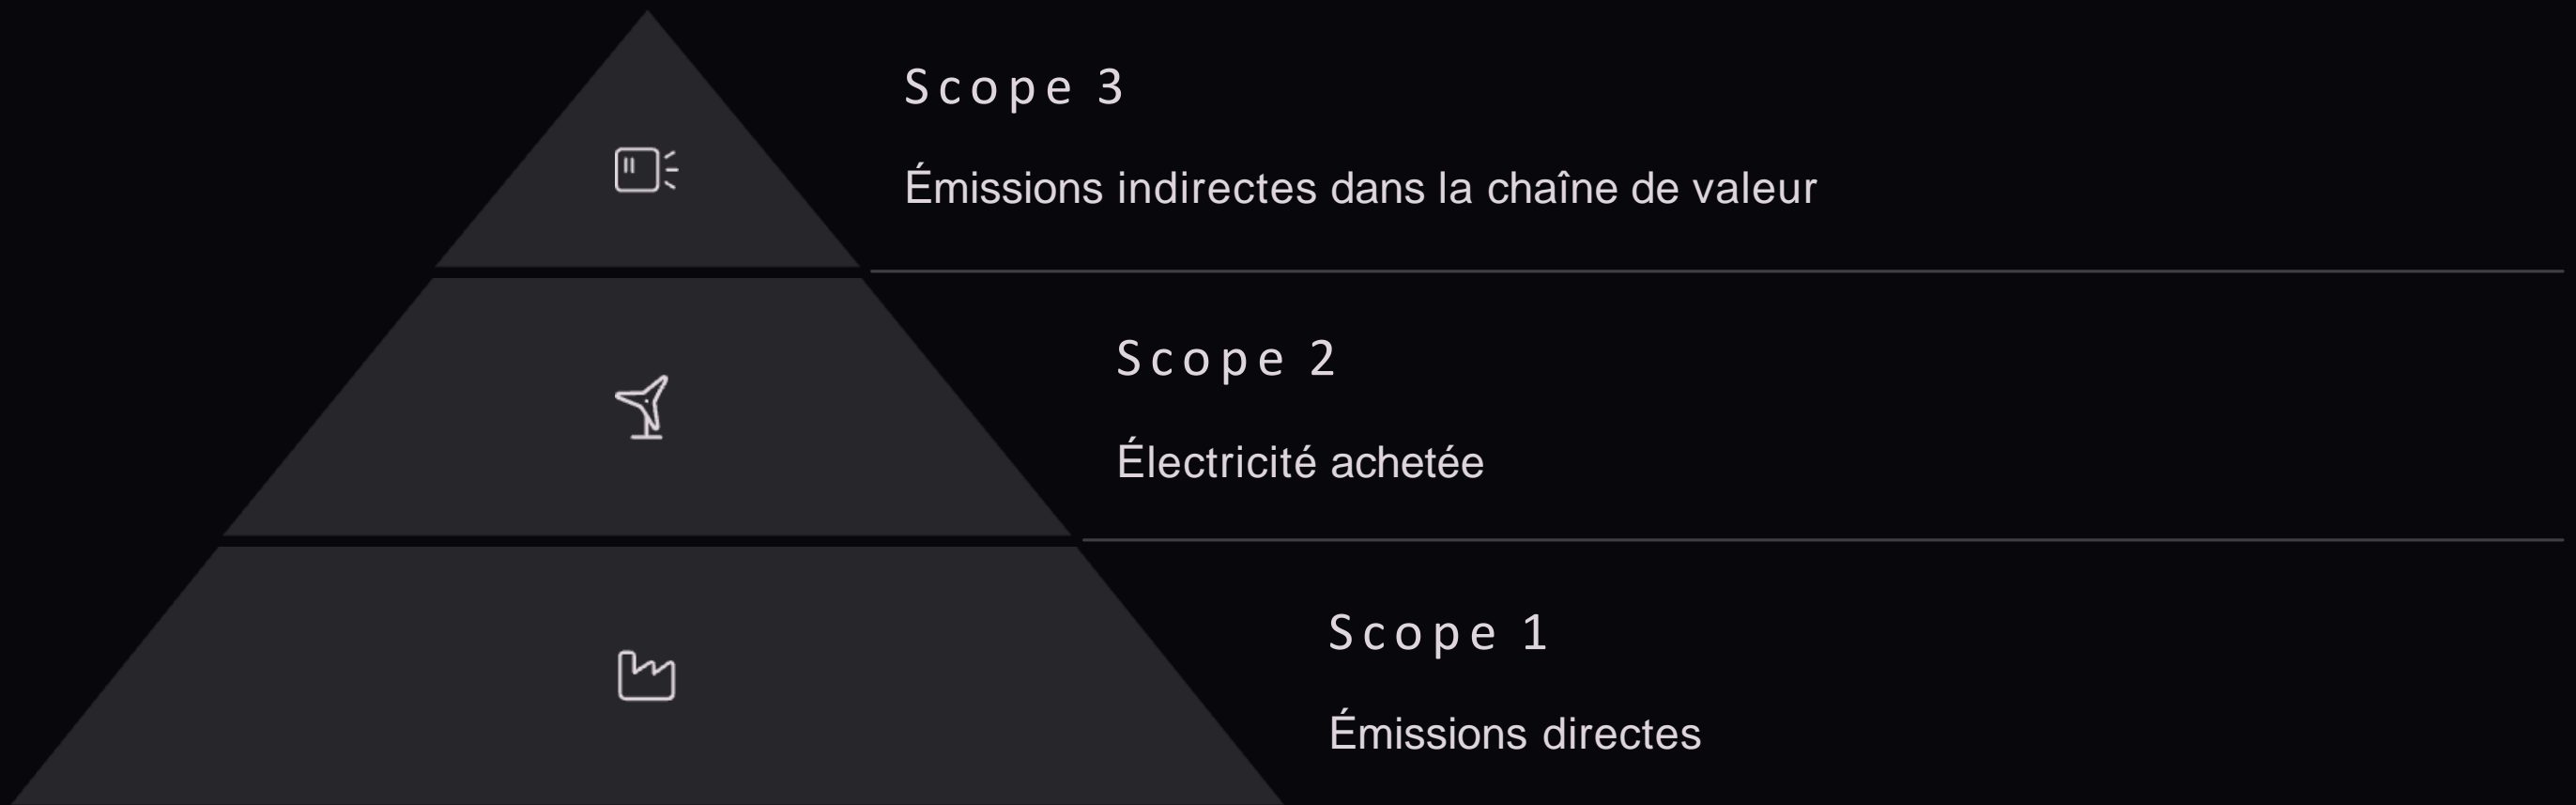 Scope 3
Émissions indirectes dans la chaîne de valeur
Scope 2
Électricité achetée
Scope 1
Émissions directes